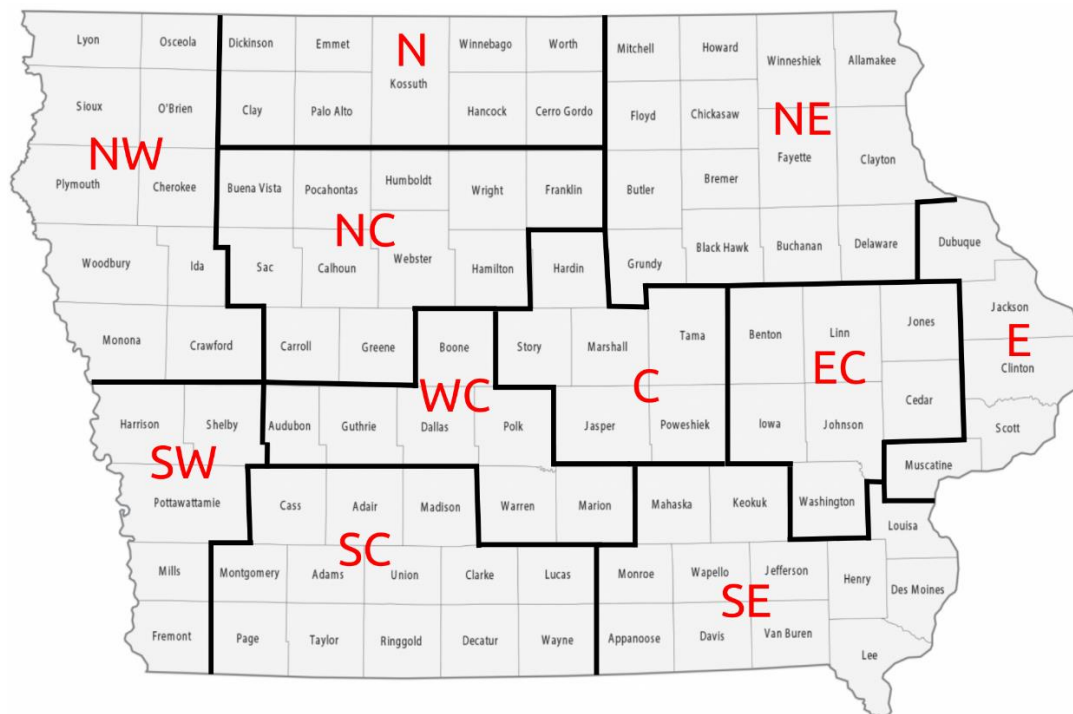 Lyon Osceola Dickinson Emmet N Winnebago Worth Mitchell Howard Winneshiek Allamakee
Kossuth
Sioux O'Brien Clay Palo Alto Hancock Cerro Gordo Floyd Chickasaw NE
NW Fayette Clayton
Plymouth Cherokee Buena Vista Pocahontas Humboldt Wright Franklin Butler Bremer
NC
Woodbury Ida Sac Calhoun Webster Hamilton Hardin Grundy Black Hawk Buchanan Delaware Dubuque
Jackson
Monona Crawford Carroll Greene Boone Story Marshall Tama Benton Linn Jones E
WC C EC Clinton
Harrison Shelby Audubon Guthrie Dallas Polk Jasper Poweshiek Iowa Johnson Cedar Scott
SW Muscatine
Pottawattamie Cass Adair Madison Warren Marion Mahaska Keokuk Washington Louisa
SC
Mills Montgomery Adams Union Clarke Lucas Monroe Wapello Jefferson Henry Des Moines
SE
Fremont Page Taylor Ringgold Decatur Wayne Appanoose Davis Van Buren Lee